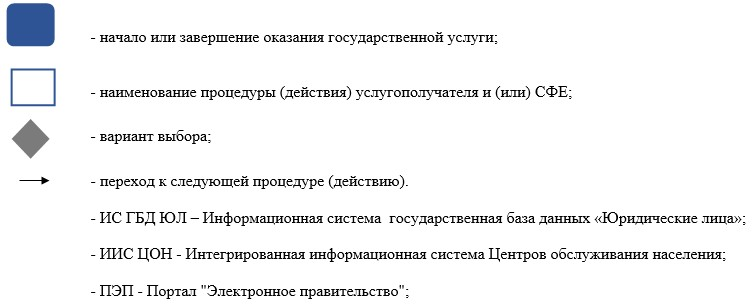 - начало или завершение оказания государственной услуги;
- наименование процедуры (действия) услугополучателя и (или) СФЕ;
- вариант выбора;
- переход к следующей процедуре (действию).
- ИС ГБД ЮЛ – Информационная система государственная база данных «Юридические лица»;
- ИИС ЦОН - Интегрированная информационная система Центров обслуживания населения;
- ПЭП - Портал "Электронное правительство";